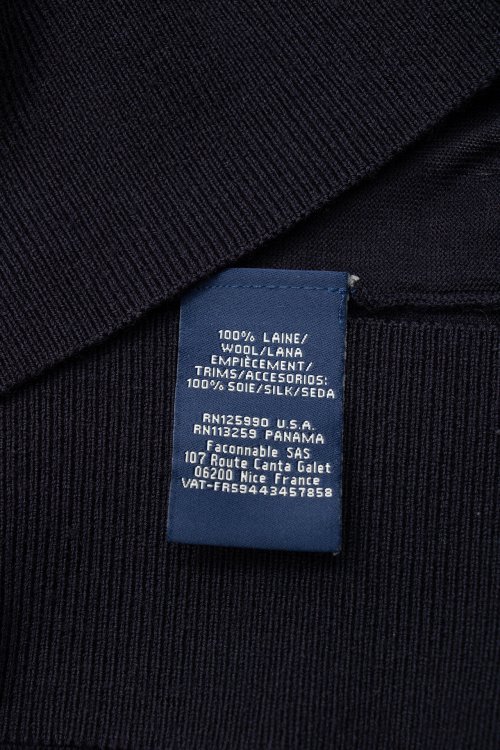 100% LAINE/
WOOL/LANA
EMPIÈCEMENT/
TRIMS/ACCESORIOS:
100% SOIE/SILK/SEDA
RN125990 U.S.A.
RN113259 PANAMA
Faconnable SAS
107 Route Canta Galet
06200 Nice France
VAT-FR59443457858